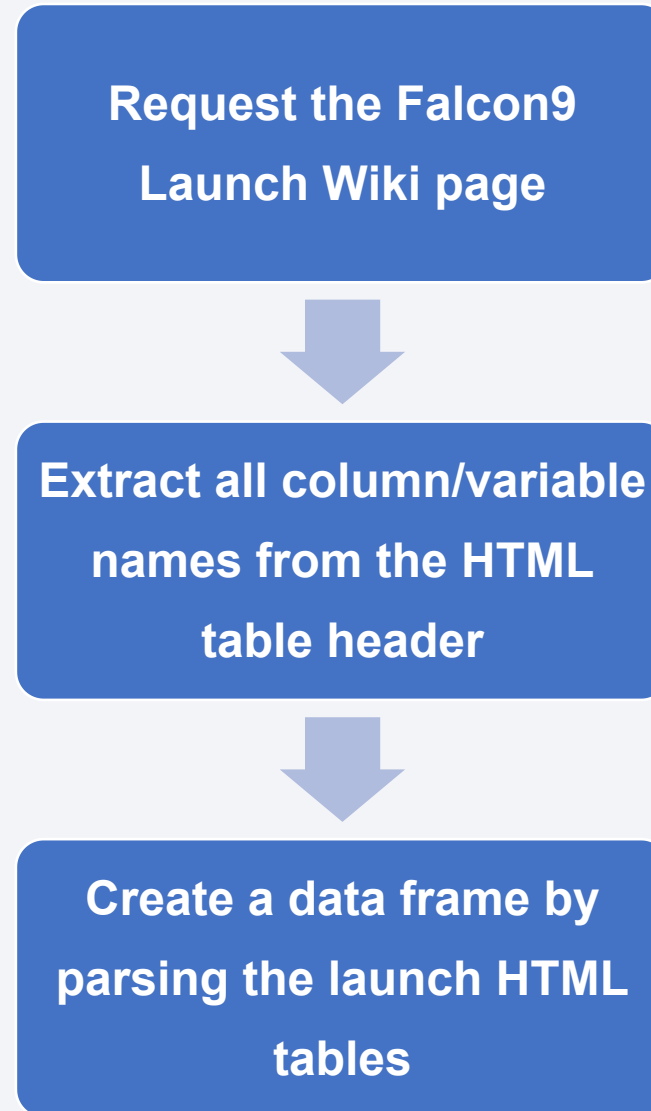 Request the Falcon9
Launch Wiki page
Extract all column/variable
names from the HTML
table header
Create a data frame by
parsing the launch HTML
tables